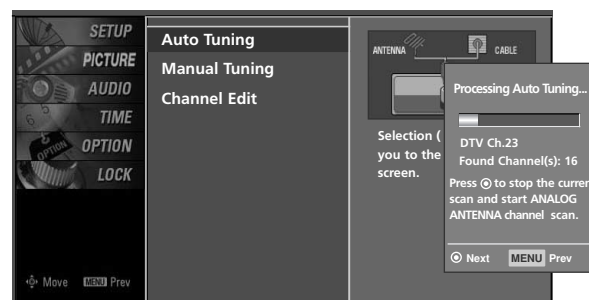 SETUP
PICTURE
AUDIO
TIME
OPTION
LOCK
Move MENU Prev
Auto Tuning
Manual Tuning
Channel Edit
ANTENNA
CABLE
Selection (
you to the
screen.
Processing Auto Tuning...
DTV Ch.23
Found Channel(s): 16
Press to stop the curren
scan and start ANALOG
ANTENNA channel scan.
Next MENU Prev